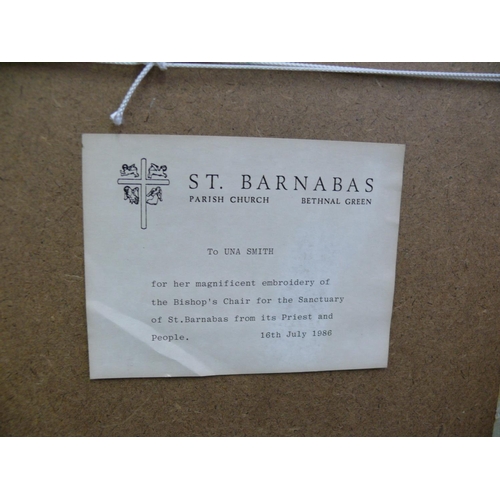 ST. BARNABAS
PARISH CHURCH BETHNAL GREEN
To UNA SMITH
for her magnificent embroidery of
the Bishop's Chair for the Sanctuary
of St.Barnabas from its Priest and
People. 16th July 1986